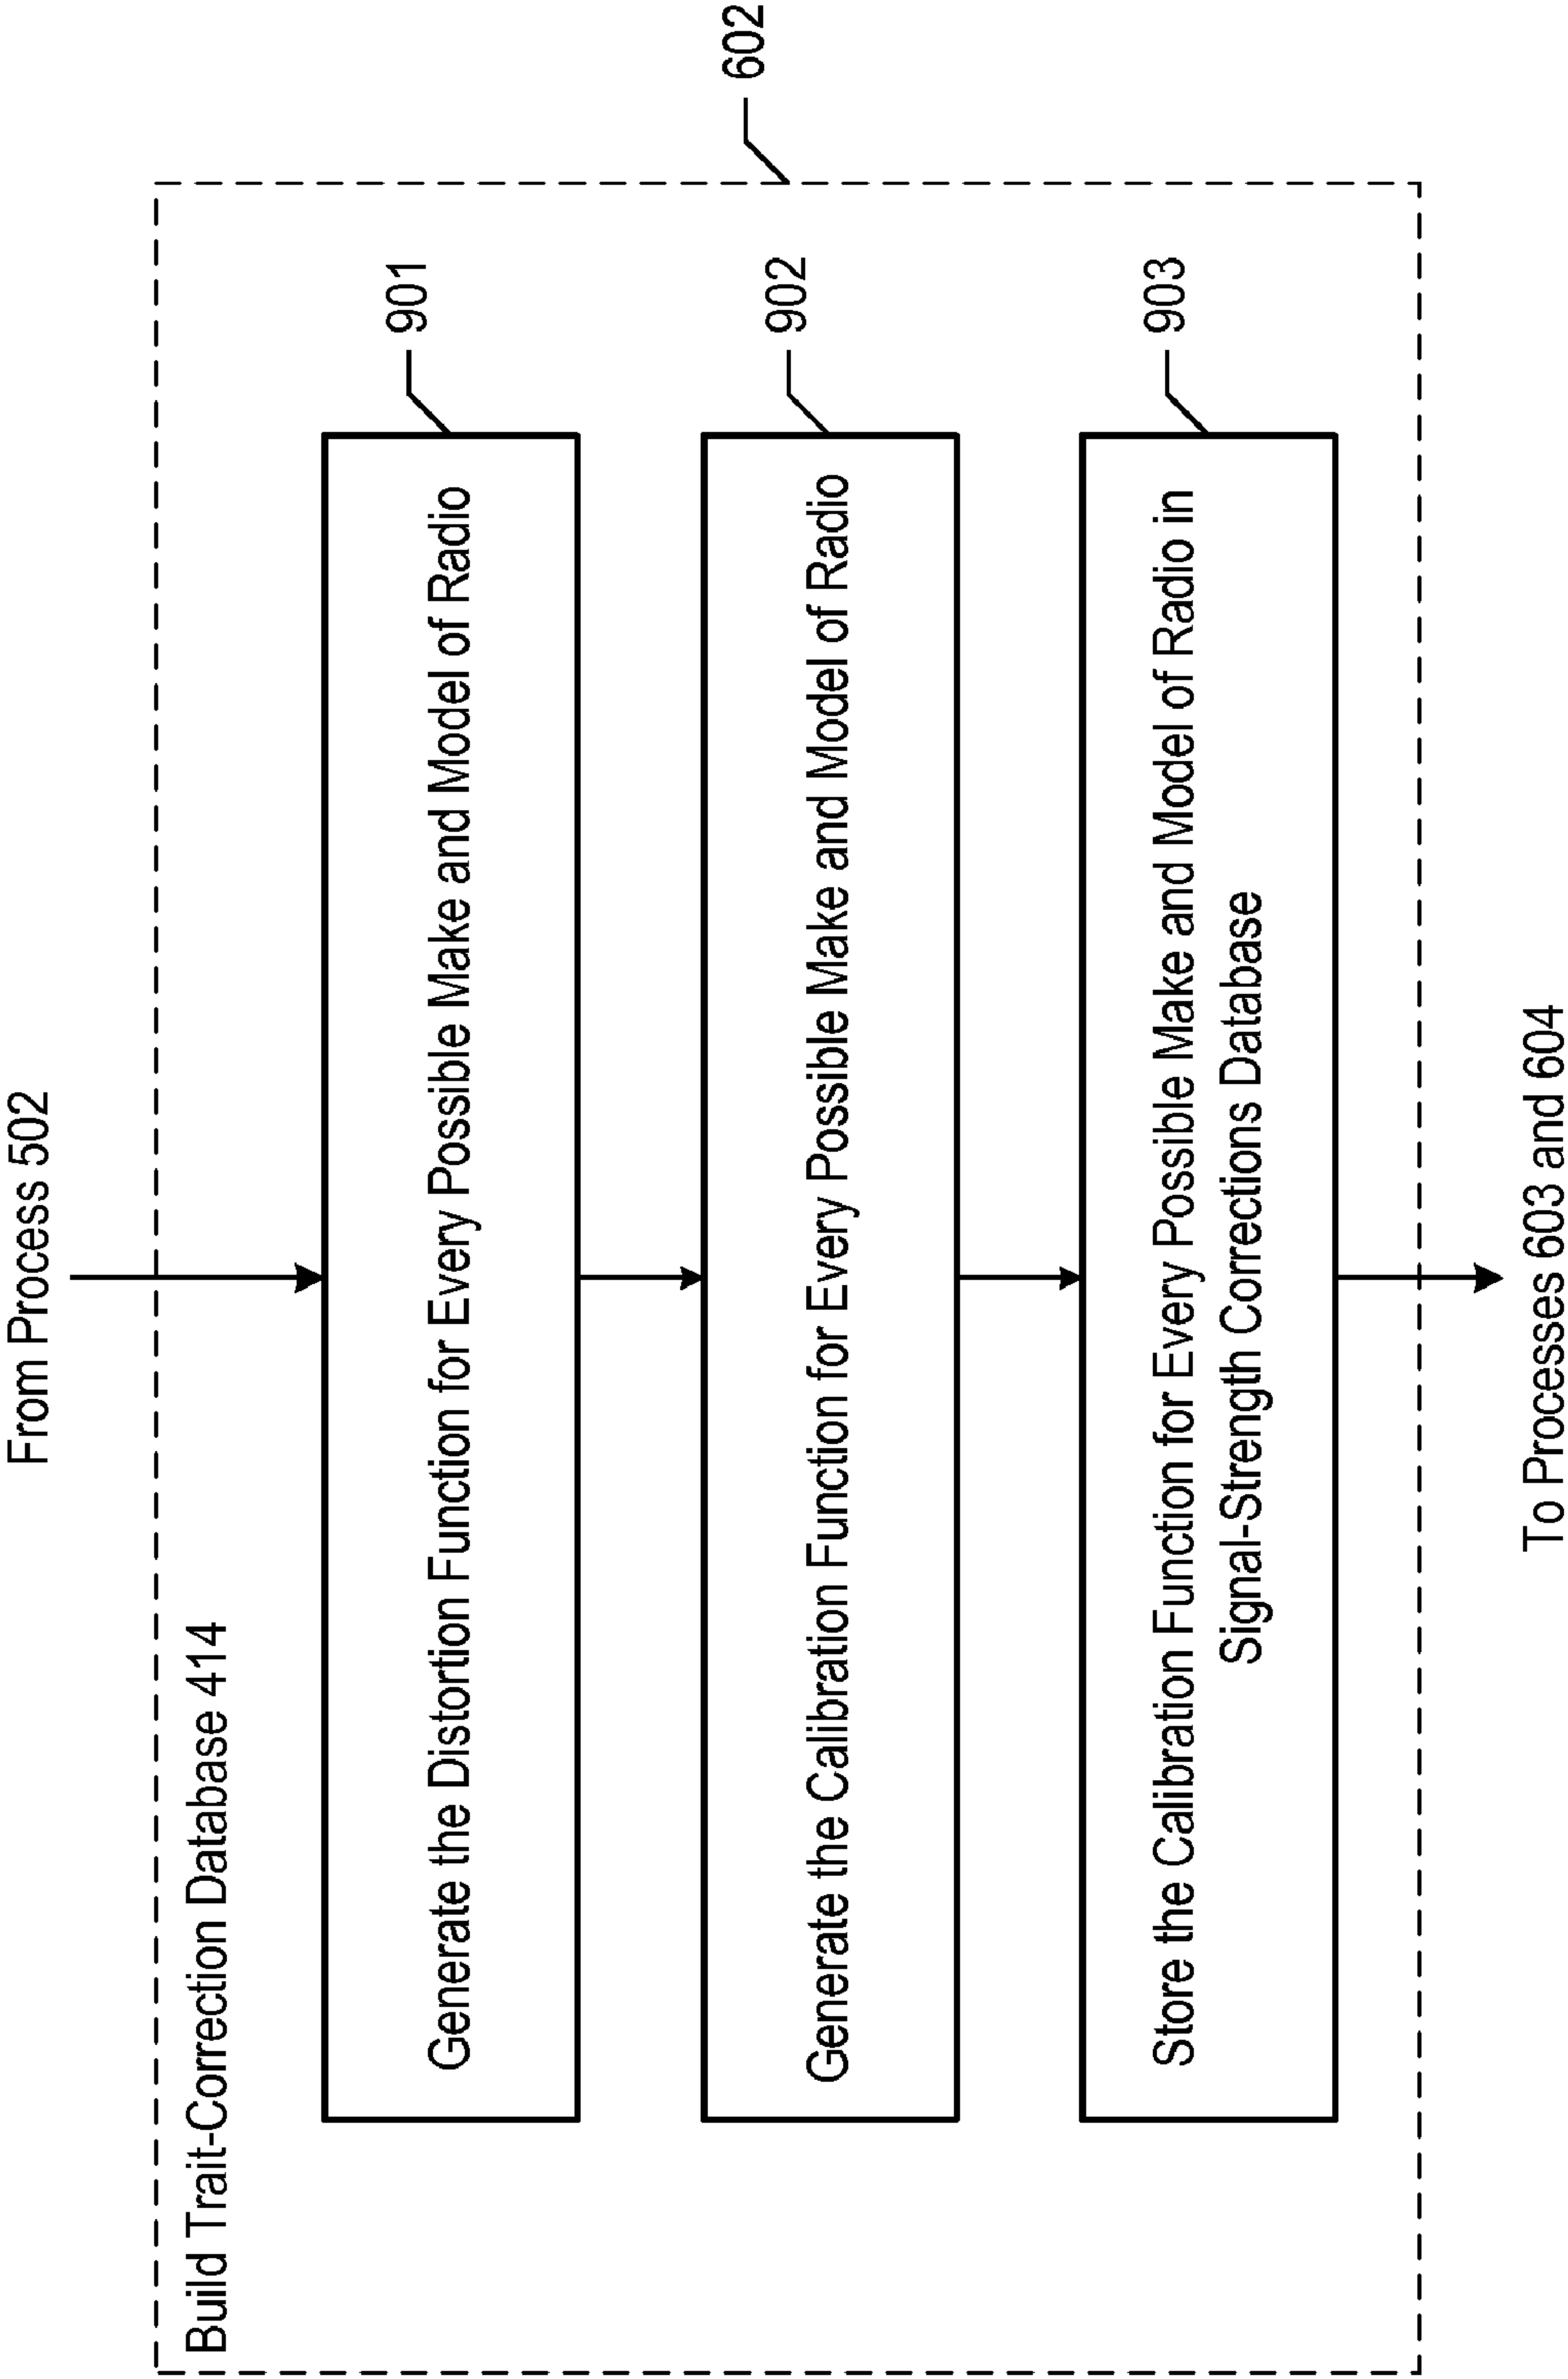 From Process 502
Build Trait-Correction Database 414
602
901
Generate the Distortion Function for Every Possible Make and Model of Radio
902
Generate the Calibration Function for Every Possible Make and Model of Radio
903
Store the Calibration Function for Every Possible Make and Model of Radio in
Signal-Strength Corrections Database
To Processes 603 and 604